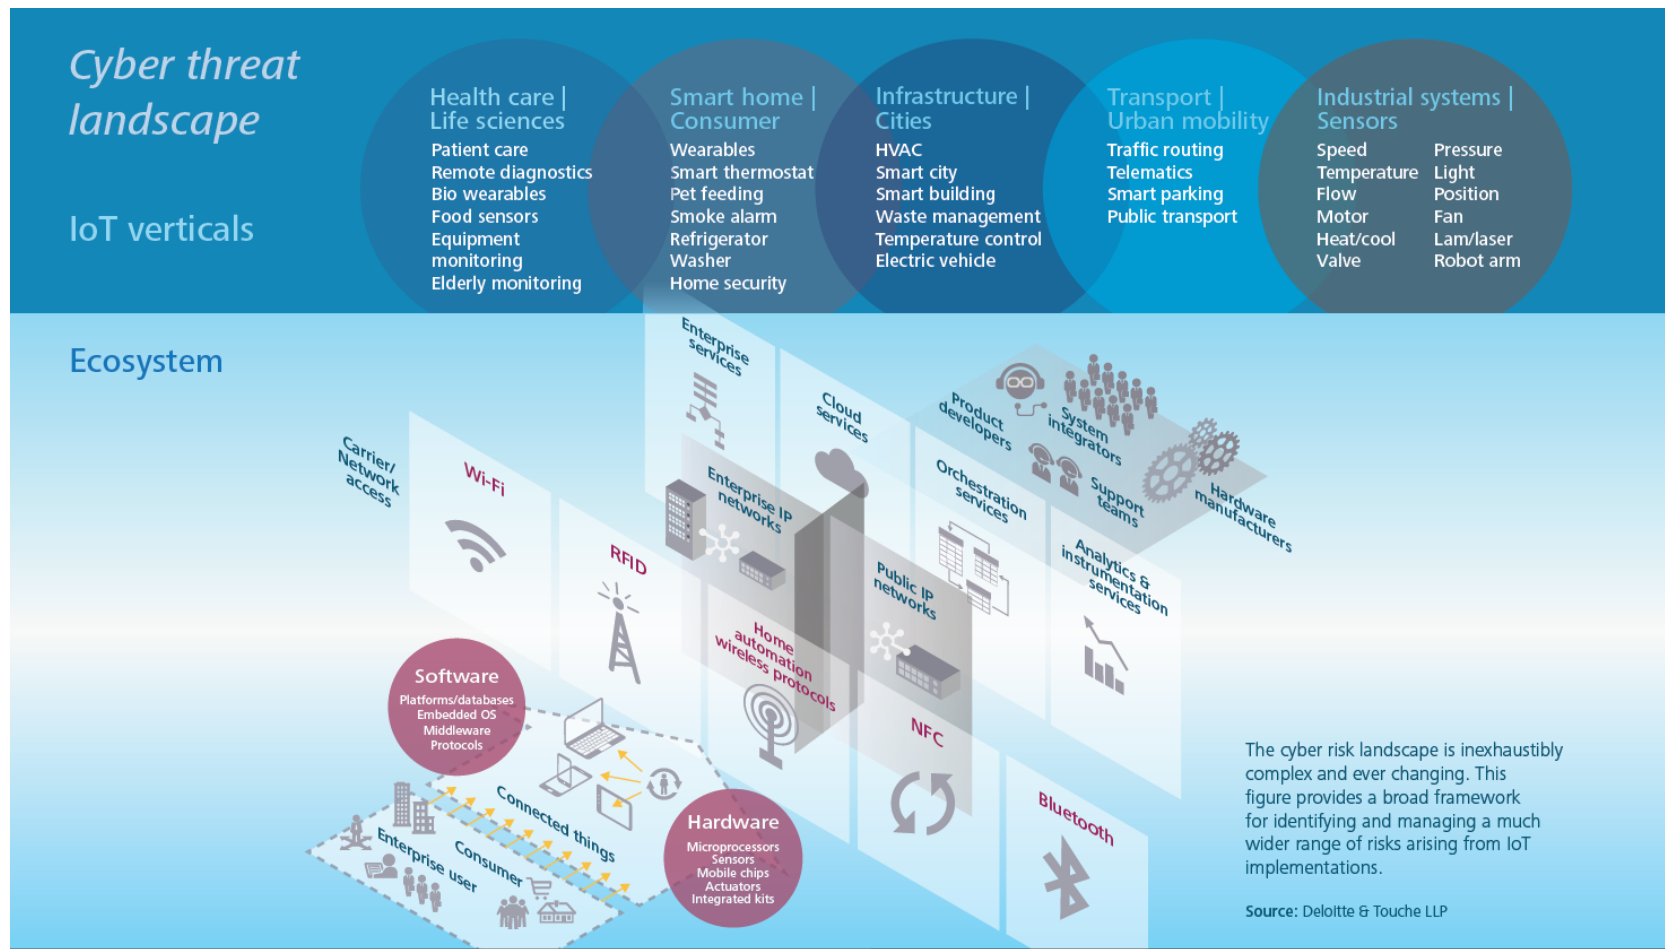 Cyber threat
landscape
IoT verticals
Health care |
Life sciences
Patient care
Remote diagnostics
Bio wearables
Food sensors
Equipment
monitoring
Elderly monitoring
Smart home |
Consumer
Wearables
Smart thermostat
Pet feeding
Smoke alarm
Refrigerator
Washer
Home security
Infrastructure |
Cities
HVAC
Smart city
Smart building
Waste management
Temperature control
Electric vehicle
Transport |
Urban mobility
Traffic routing
Telematics
Smart parking
Public transport
Industrial systems |
Sensors
Speed
Temperature
Flow
Motor
Heat/cool
Valve
Pressure
Light
Position
Fan
Lam/laser
Robot arm
Ecosystem
Enterprise
services
Cloud
services
Orchestration
services
Analytics &
instrumentation
services
Product
developers
System
integrators
Support
teams
Hardware
manufacturers
Enterprise IP
networks
Public IP
networks
Carrier/
Network
access
Wi-Fi
RFID
Home
automation
wireless protocols
NFC
Bluetooth
Software
Platforms/databases
Embedded OS
Middleware
Protocols
Connected things
Enterprise user
Consumer
Hardware
Microprocessors
Sensors
Mobile chips
Actuators
Integrated kits
The cyber risk landscape is inexhaustibly
complex and ever changing. This
figure provides a broad framework
for identifying and managing a much
wider range of risks arising from IoT
implementations.
Source: Deloitte & Touche LLP